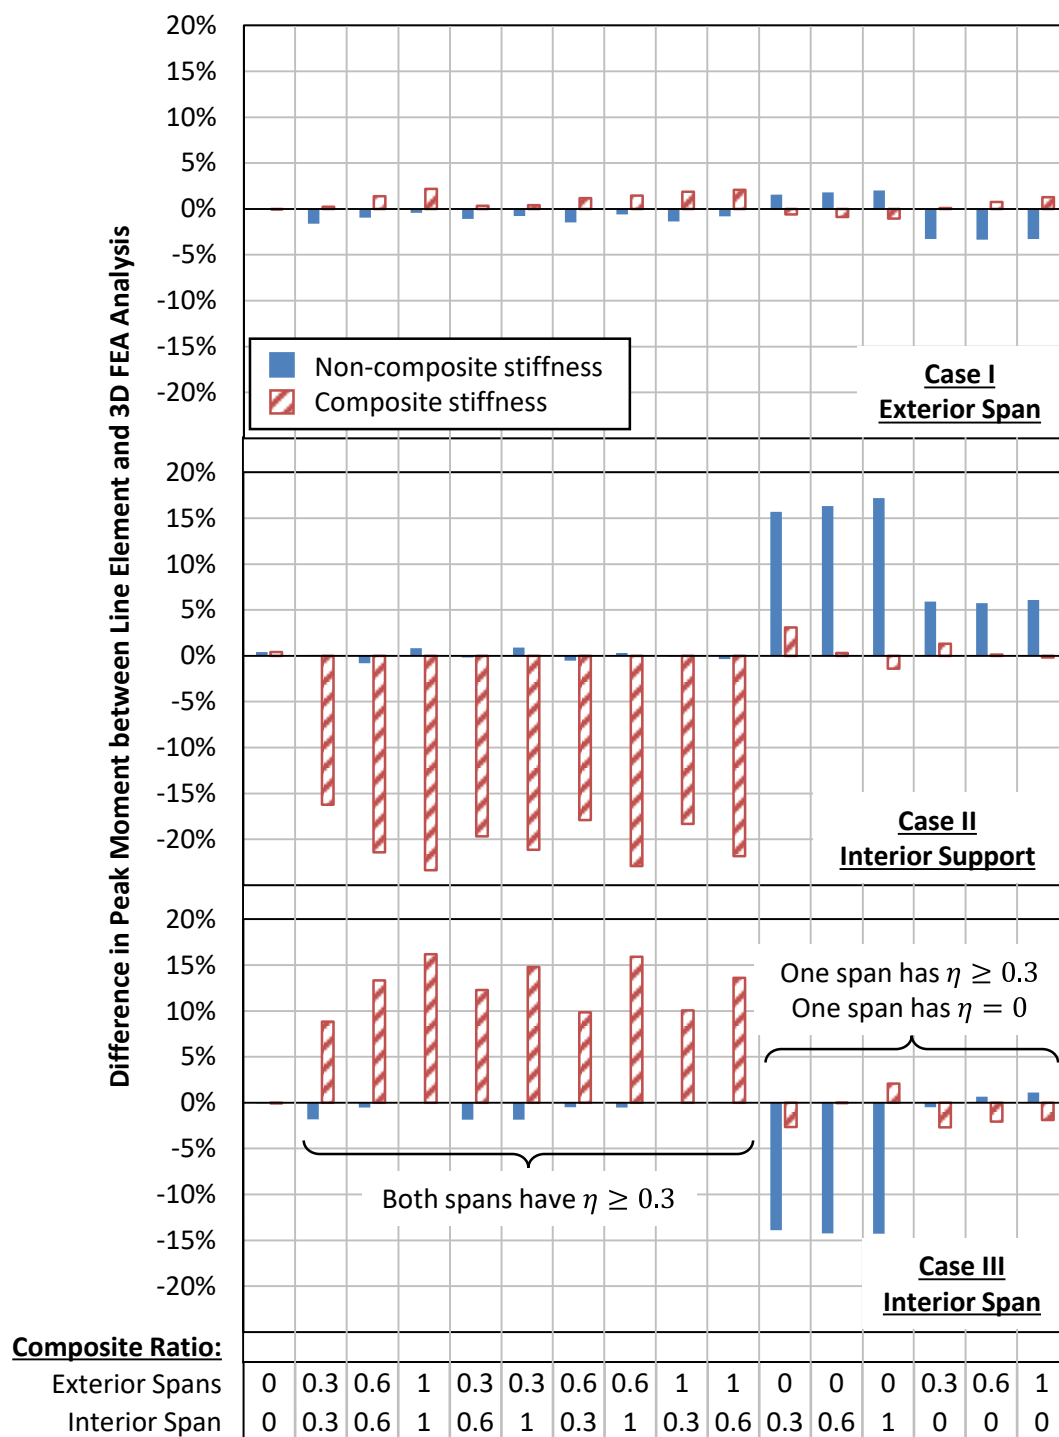 Difference in Peak Moment between Line Element and 3D FEA Analysis
20%
15%
10%
5%
0%
-5%
-10%
-15%
-20%
Non-composite stiffness
Composite stiffness
Case I
Exterior Span
20%
15%
10%
5%
0%
-5%
-10%
-15%
-20%
Case II
Interior Support
20%
15%
10%
5%
0%
-5%
-10%
-15%
-20%
One span has η ≥ 0.3
One span has η = 0
Both spans have η ≥ 0.3
Case III
Interior Span
Composite Ratio:
Exterior Spans 0 0.3 0.6 1 0.3 0.3 0.6 0.6 1 1 0 0 0 0.3 0.6 1
Interior Span 0 0.3 0.6 1 0.6 1 0.3 1 0.3 0.6 0.3 0.6 1 0 0 0